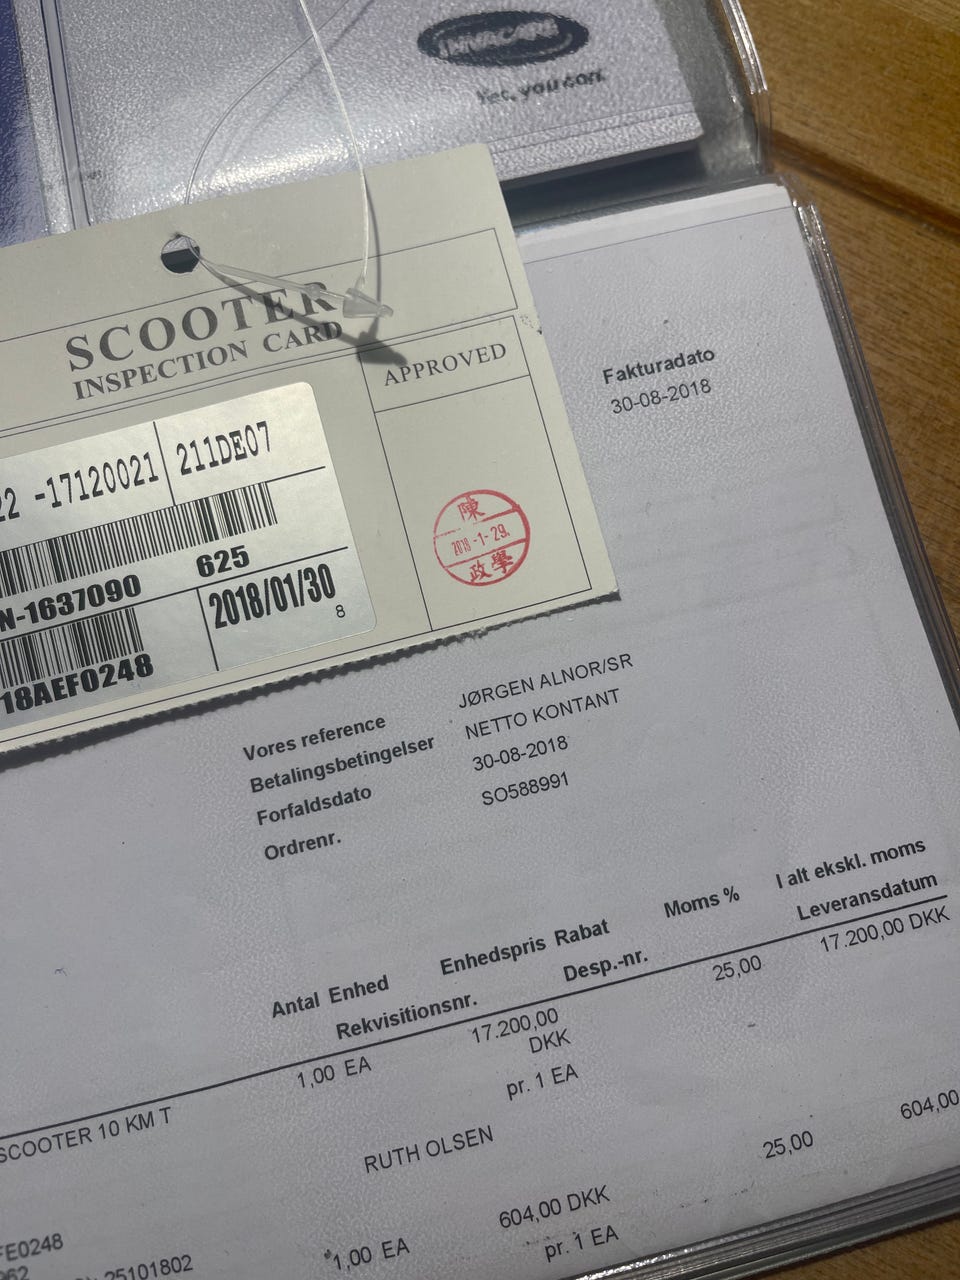 INVACARE
Yes, you can.
SCOOTER
INSPECTION CARD
APPROVED
22 -17120021 211DE07
N-1637090 625
2018/01/30
8
18AEF0248
陳
2018-1-29.
政學
Fakturadato
30-08-2018
Vores reference JØRGEN ALNOR/SR
Betalingsbetingelser NETTO KONTANT
Forfaldsdato 30-08-2018
Ordrenr. SO588991
Antal Enhed Enhedspris Rabat Moms % I alt ekskl. moms
Rekvisitionsnr. Desp.-nr. Leveransdatum
SCOOTER 10 KM T 1,00 EA 17.200,00 DKK 25,00 17.200,00 DKK
pr. 1 EA
RUTH OLSEN
FE0248 1,00 EA 604,00 DKK 25,00 604,00
062 pr. 1 EA
25101802